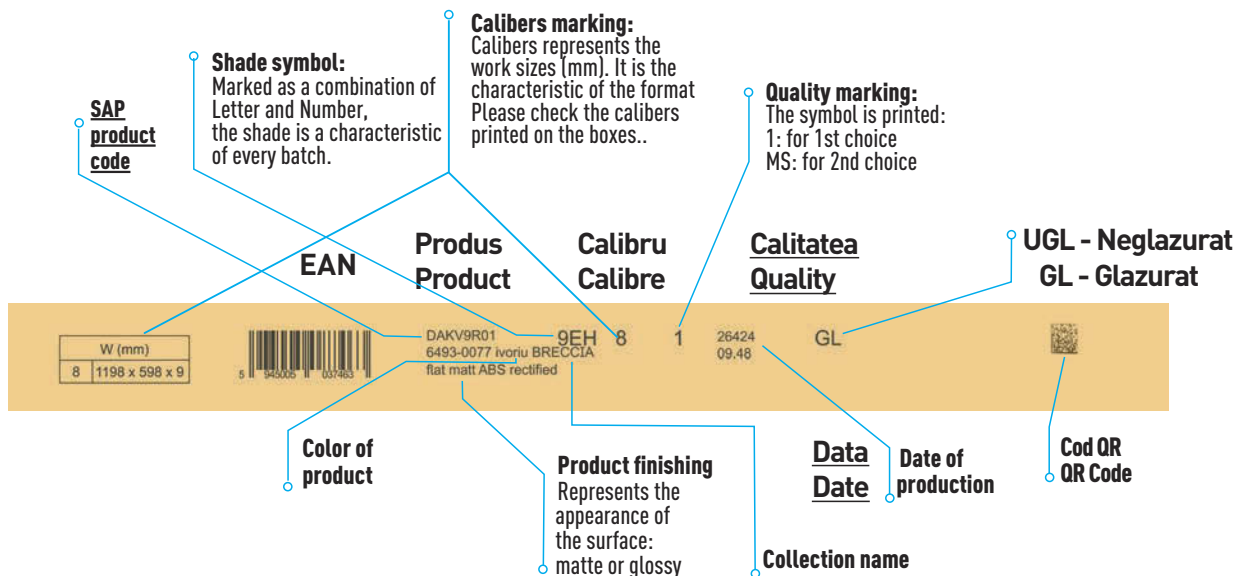 Calibers marking:
Calibers represents the
work sizes (mm). It is the
characteristic of the format
Please check the calibers
printed on the boxes..
Shade symbol:
Marked as a combination of
Letter and Number,
the shade is a characteristic
of every batch.
SAP
product
code
Quality marking:
The symbol is printed:
1: for 1st choice
MS: for 2nd choice
EAN
Produs
Product
Calibru
Calibre
Calitatea
Quality
UGL - Neglazurat
GL - Glazurat
W (mm)
8 1198 x 598 x 9
5 945005 037463
DAKV9R01
6493-0077 ivoriu BRECCIA
flat matt ABS rectified
9EH 8 1
26424
09.48
GL
Color of
product
Product finishing
Represents the
appearance of
the surface:
matte or glossy
Data
Date
Date of
production
Collection name
Cod QR
QR Code